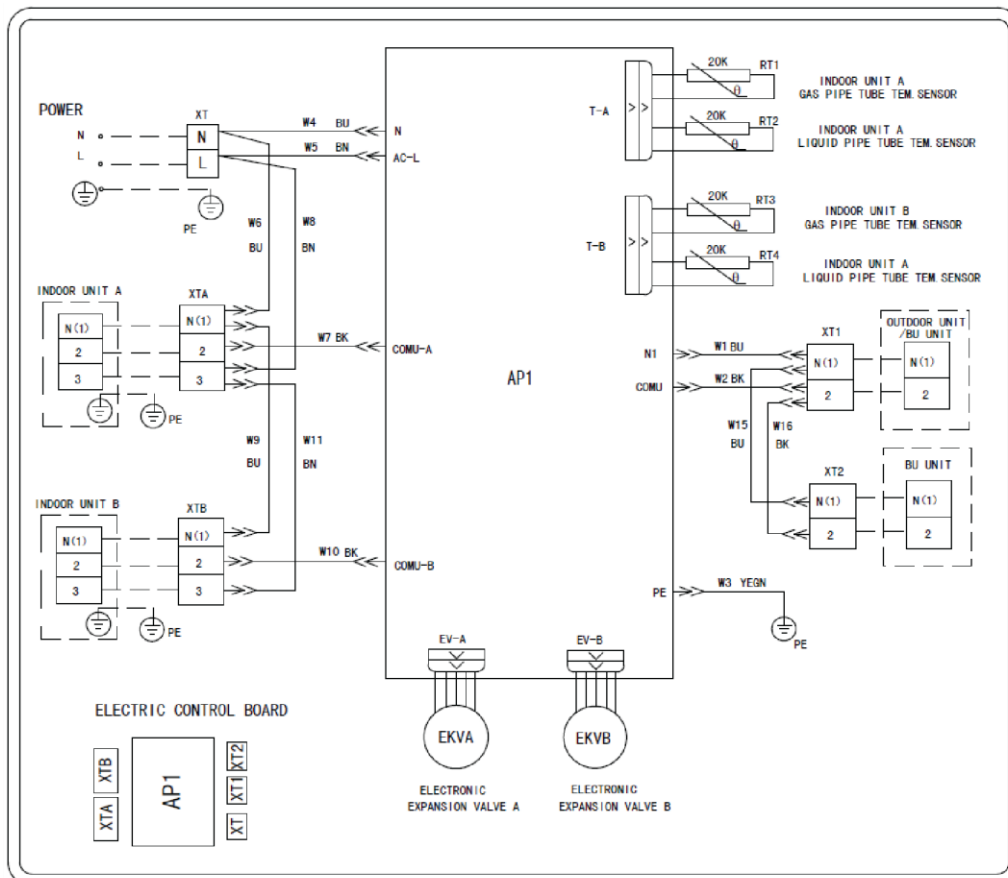 POWER
N
L
PE
XT
N
L
W4 BU
W5 BN
N
AC-L
W6
BU
W8
BN
INDOOR UNIT A
N(1)
2
3
XTA
N(1)
2
3
PE
W7 BK
COMU-A
W9
BU
W11
BN
INDOOR UNIT B
N(1)
2
3
XTB
N(1)
2
3
PE
W10 BK
COMU-B
AP1
T-A
>>
20K
θ
RT1
INDOOR UNIT A
GAS PIPE TUBE TEM.SENSOR
20K
θ
RT2
INDOOR UNIT A
LIQUID PIPE TUBE TEM.SENSOR
T-B
>>
20K
θ
RT3
INDOOR UNIT B
GAS PIPE TUBE TEM.SENSOR
20K
θ
RT4
INDOOR UNIT A
LIQUID PIPE TUBE TEM.SENSOR
N1
COMU
W1 BU
W2 BK
XT1
N(1)
2
OUTDOOR UNIT
/BU UNIT
N(1)
2
W15
BU
W16
BK
XT2
N(1)
2
BU UNIT
N(1)
2
PE
W3 YEGN
PE
EV-A
EKVA
ELECTRONIC
EXPANSION VALVE A
EV-B
EKVB
ELECTRONIC
EXPANSION VALVE B
ELECTRIC CONTROL BOARD
XTB
XTA
AP1
XT2
XT1
XT